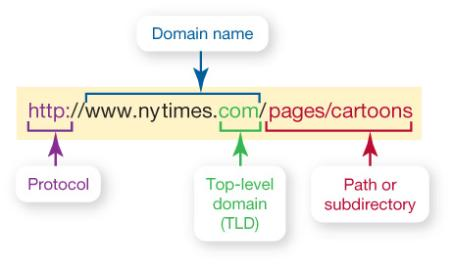 Domain name
http://www.nytimes.com/pages/cartoons
Protocol
Top-level
domain
(TLD)
Path or
subdirectory